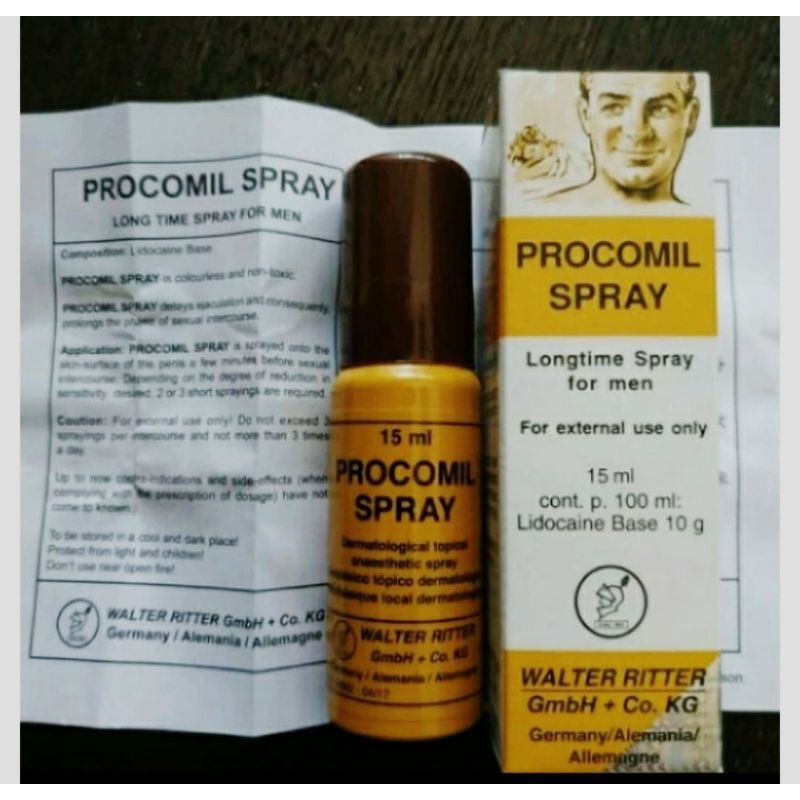 PROCOMIL SPRAY
LONG TIME SPRAY FOR MEN
Composition: Lidocaine Base
PROCOMIL SPRAY is colourless and non-toxic.
PROCOMIL SPRAY delays ejaculation and consequently,
prolongs the phase of sexual intercourse.
Application: PROCOMIL SPRAY is sprayed onto the
skin-surface of the penis a few minutes before sexual
intercourse. Depending on the degree of reduction in
sensitivity desired, 2 or 3 short sprayings are required.
Caution: For external use only! Do not exceed 3
sprayings per intercourse and not more than 3 times
a day.
Up to now contra-indications and side-effects (when
complying with the prescription of dosage) have not
come to known.
To be stored in a cool and dark place!
Protect from light and children!
Don't use near open fire!
WALTER RITTER GmbH + Co. KG
Germany / Alemania / Allemagne
15 ml
PROCOMIL
SPRAY
Dermatological topical
anaesthetic spray
tópico dermatológ
local dermato
WALTER RITTER
GmbH + Co. KG
/ Alemania /
PROCOMIL
SPRAY
Longtime Spray
for men
For external use only
15 ml
cont. p. 100 ml:
Lidocaine Base 10 g
WALTER RITTER
GmbH + Co. KG
Germany/Alemania/
Allemagne